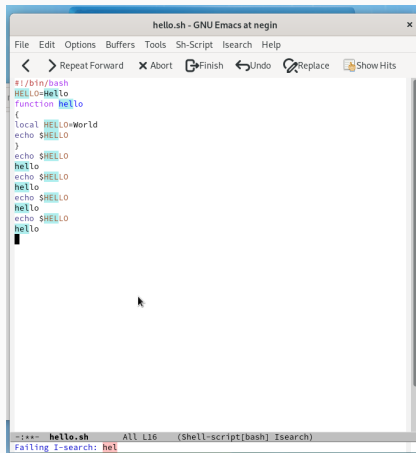 hello.sh - GNU Emacs at negin
File Edit Options Buffers Tools Sh-Script Isearch Help
Repeat Forward Abort Finish Undo Replace Show Hits
#!/bin/bash
HELLO=Hello
function hello
{
local HELLO=World
echo $HELLO
}
echo $HELLO
hello
echo $HELLO
hello
echo $HELLO
hello
echo $HELLO
hello
-:**- hello.sh All L16 (Shell-script[bash] Isearch)
Failing I-search: hel